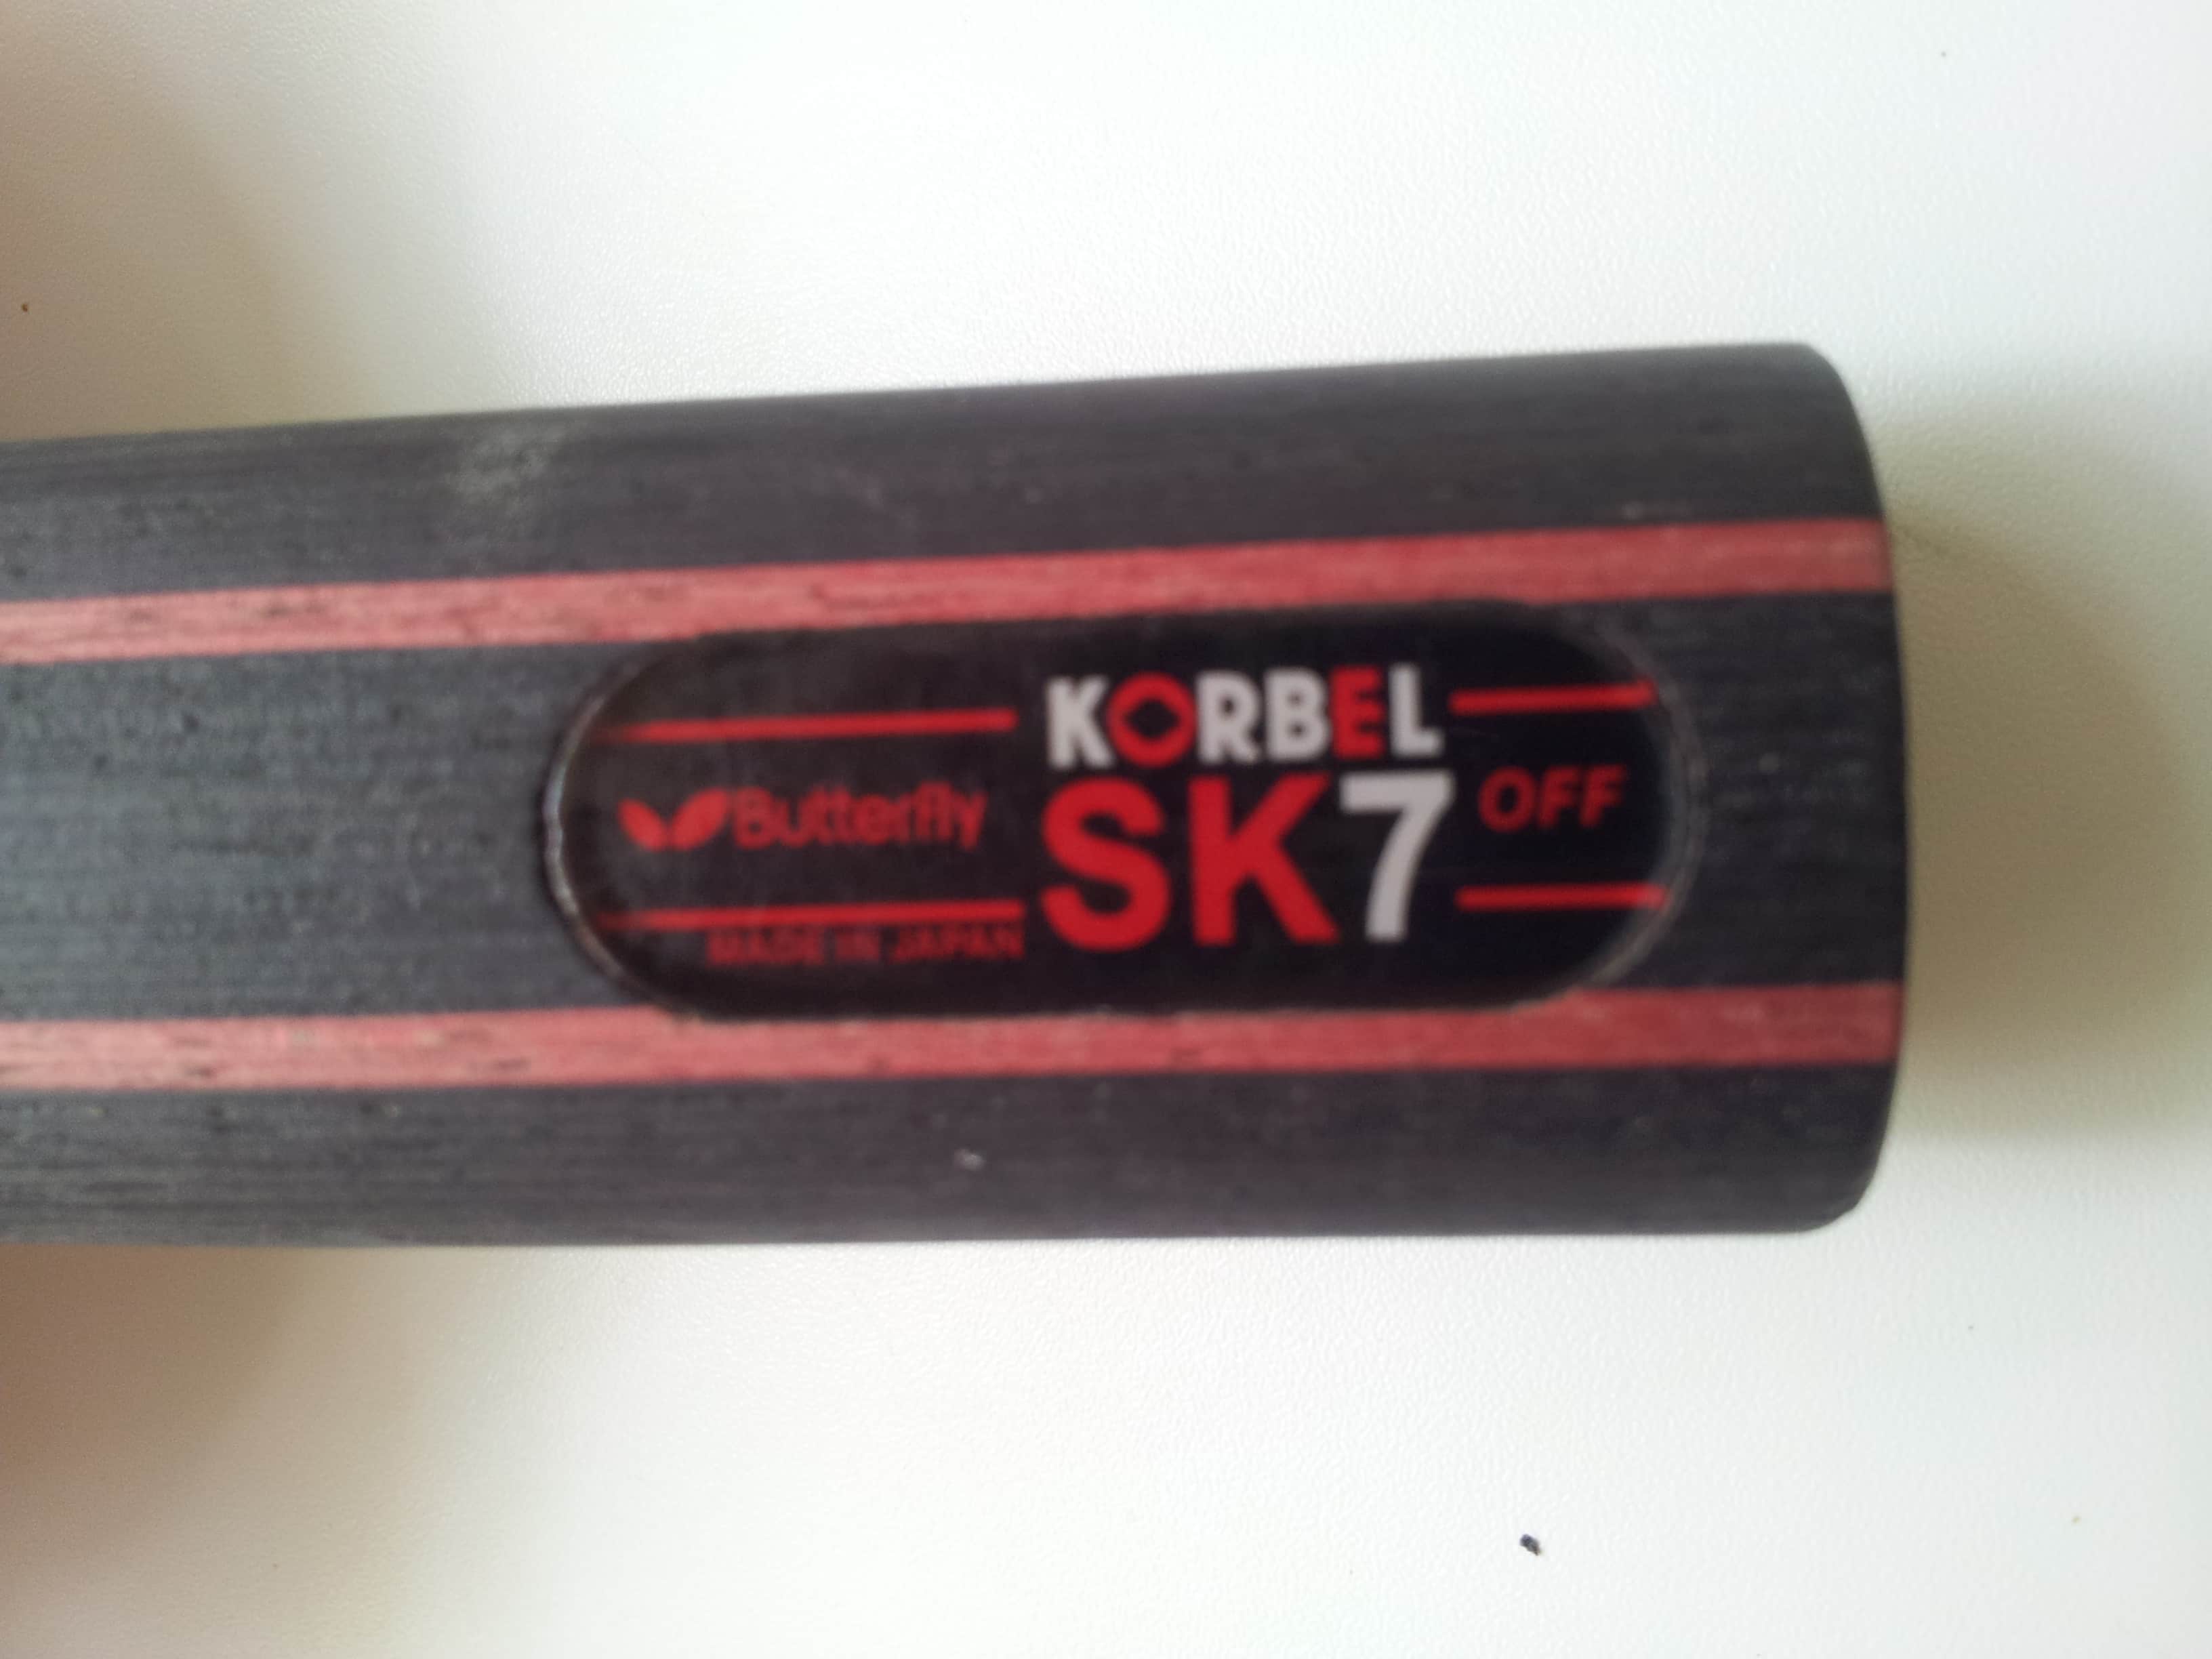 KORBEL
Butterfly SK7 OFF
MADE IN JAPAN